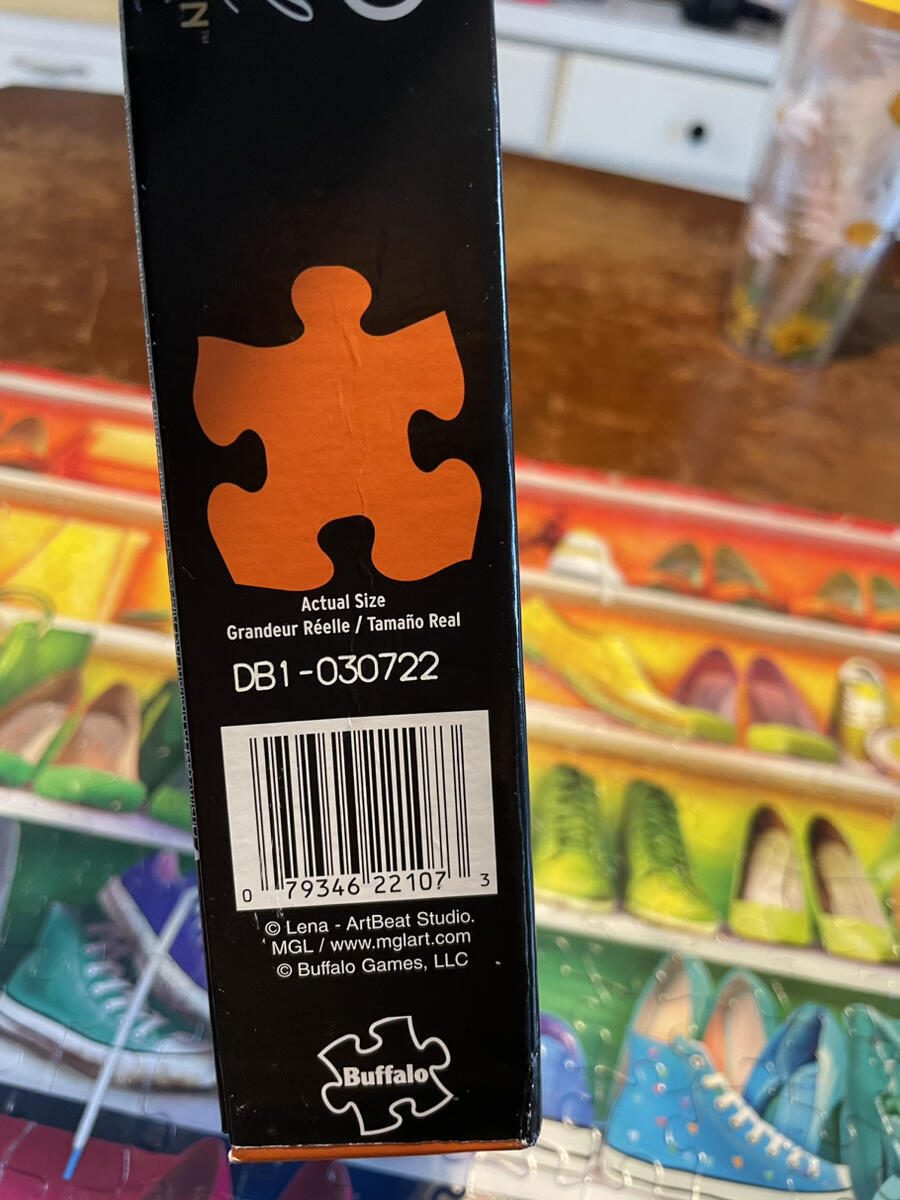 N™
Actual Size
Grandeur Réelle / Tamaño Real
DB1-030722
0 79346 22107 3
© Lena - ArtBeat Studio.
MGL / www.mglart.com
© Buffalo Games, LLC
Buffalo